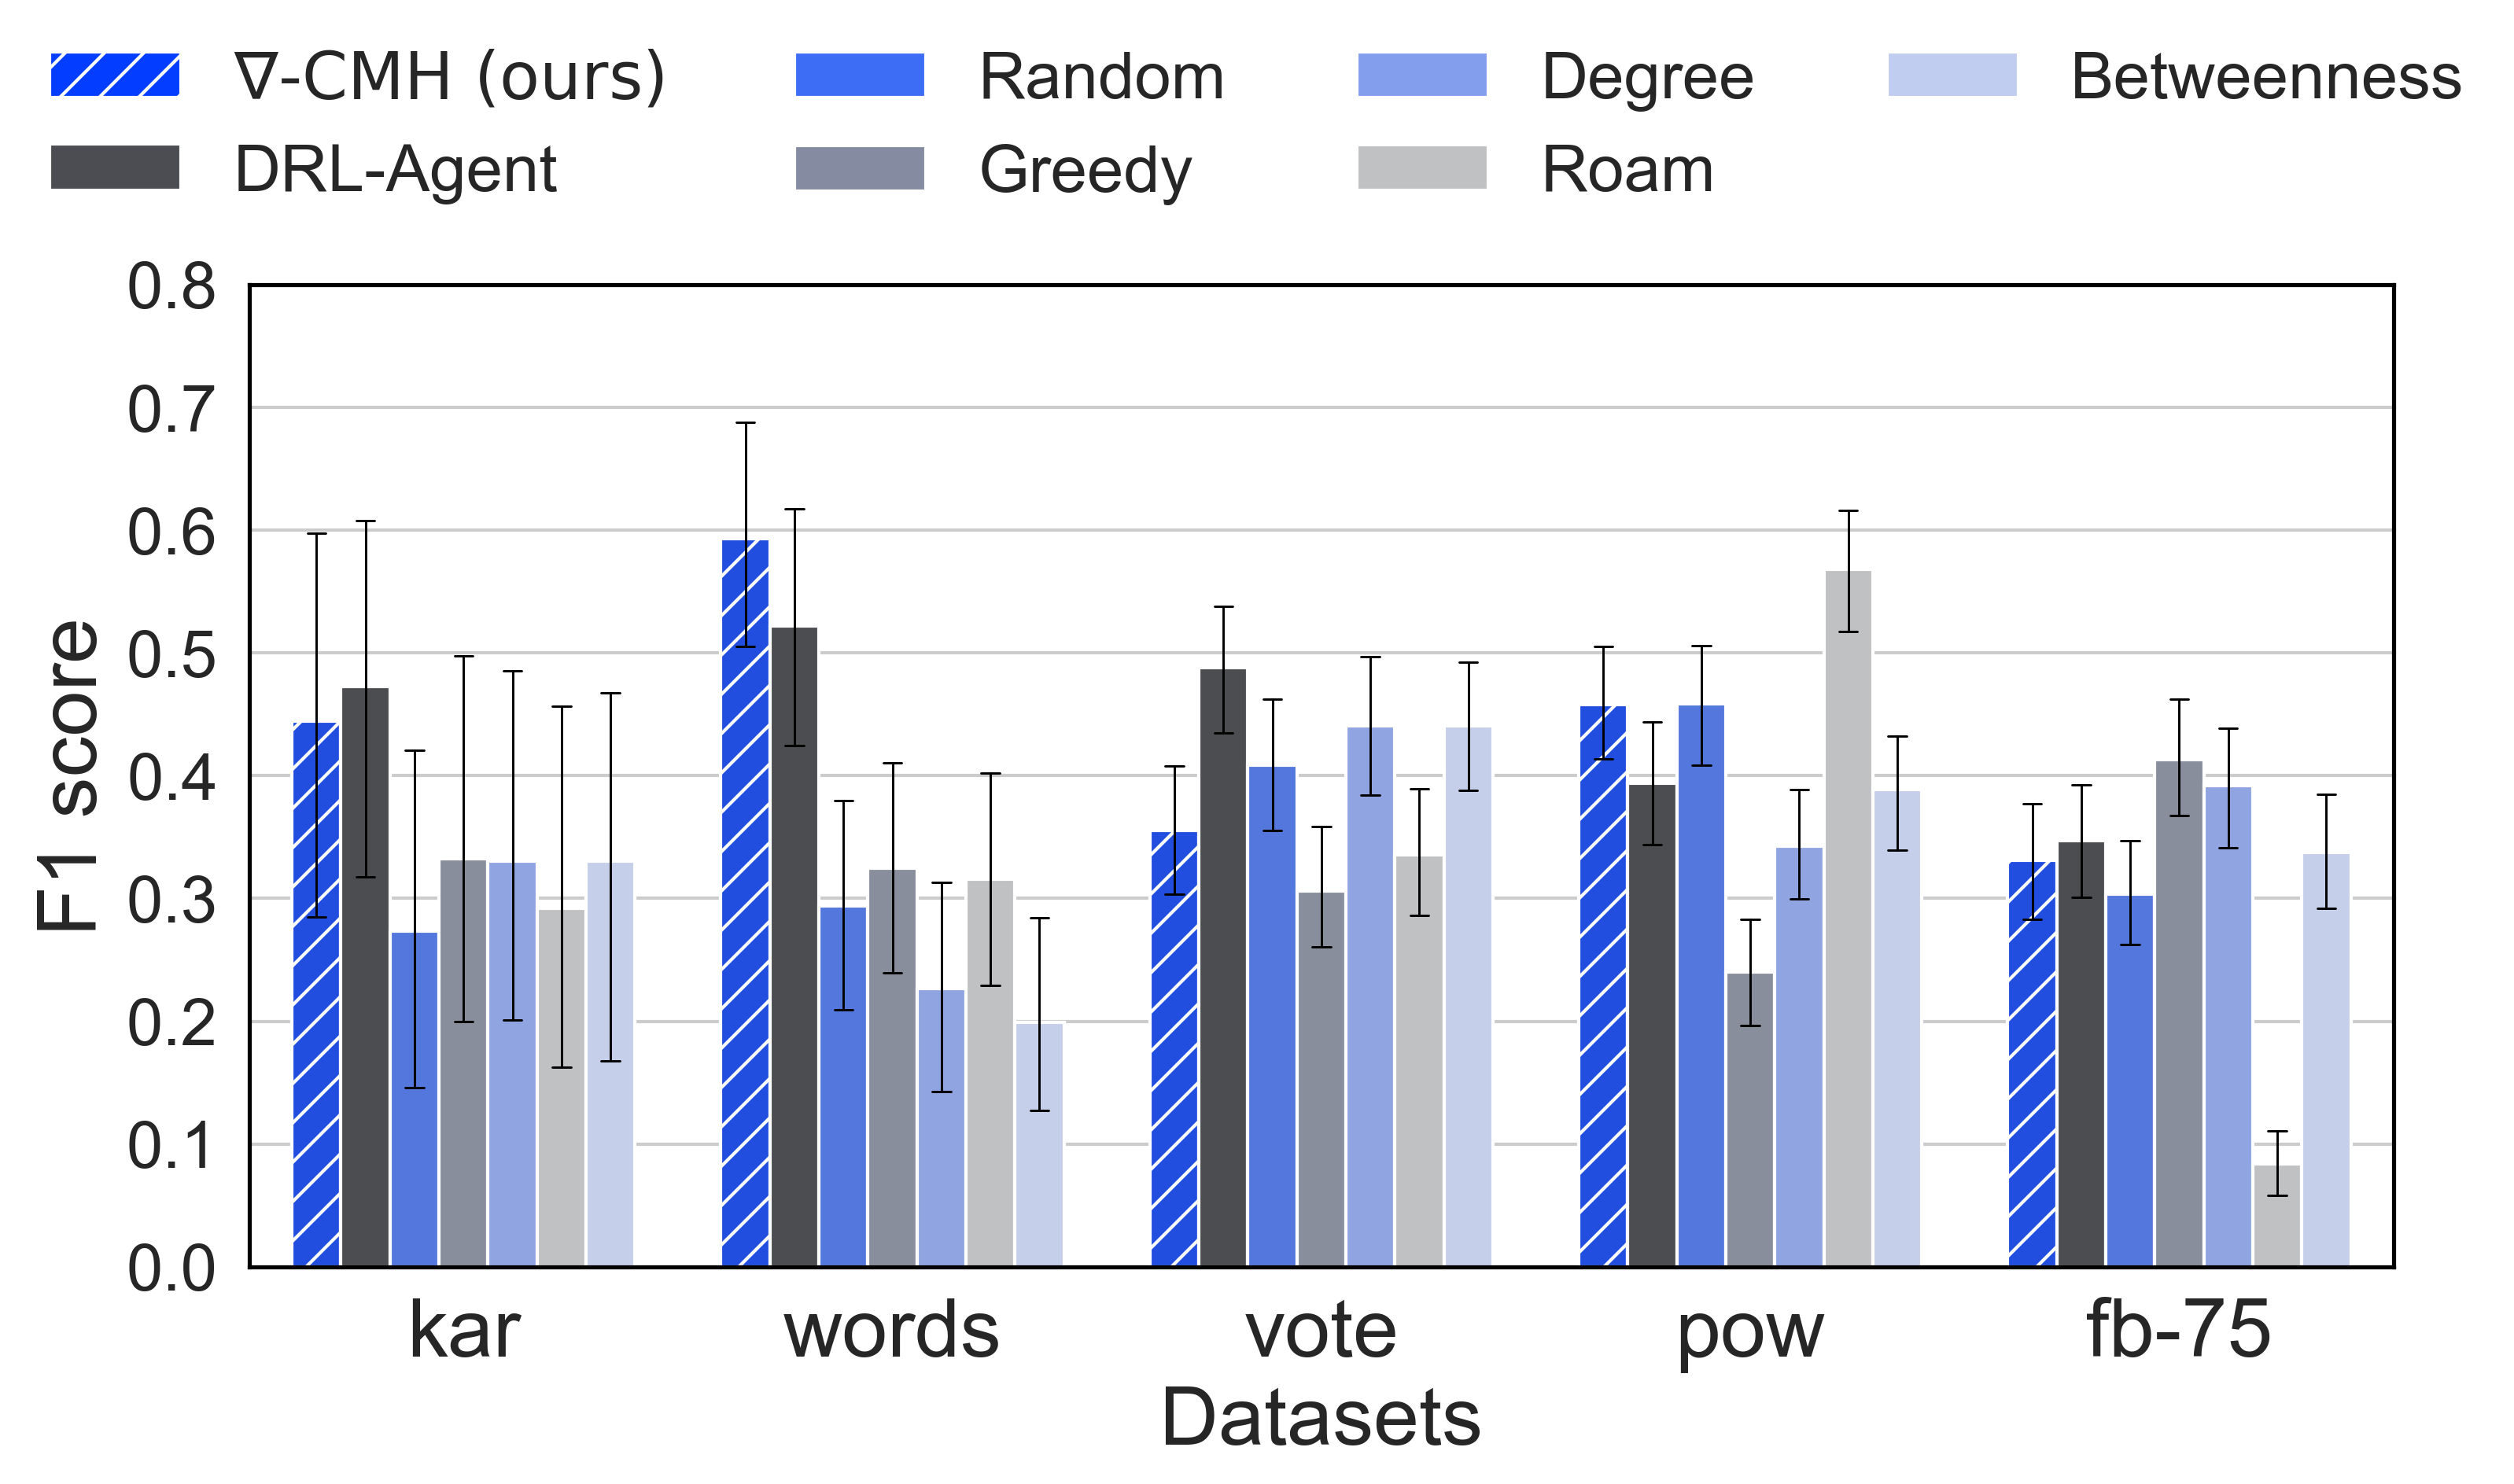 ∇-CMH (ours) Random Degree Betweenness
DRL-Agent Greedy Roam
0.8
0.7
0.6
0.5
0.4
0.3
0.2
0.1
0.0
F1 score
kar words vote pow fb-75
Datasets